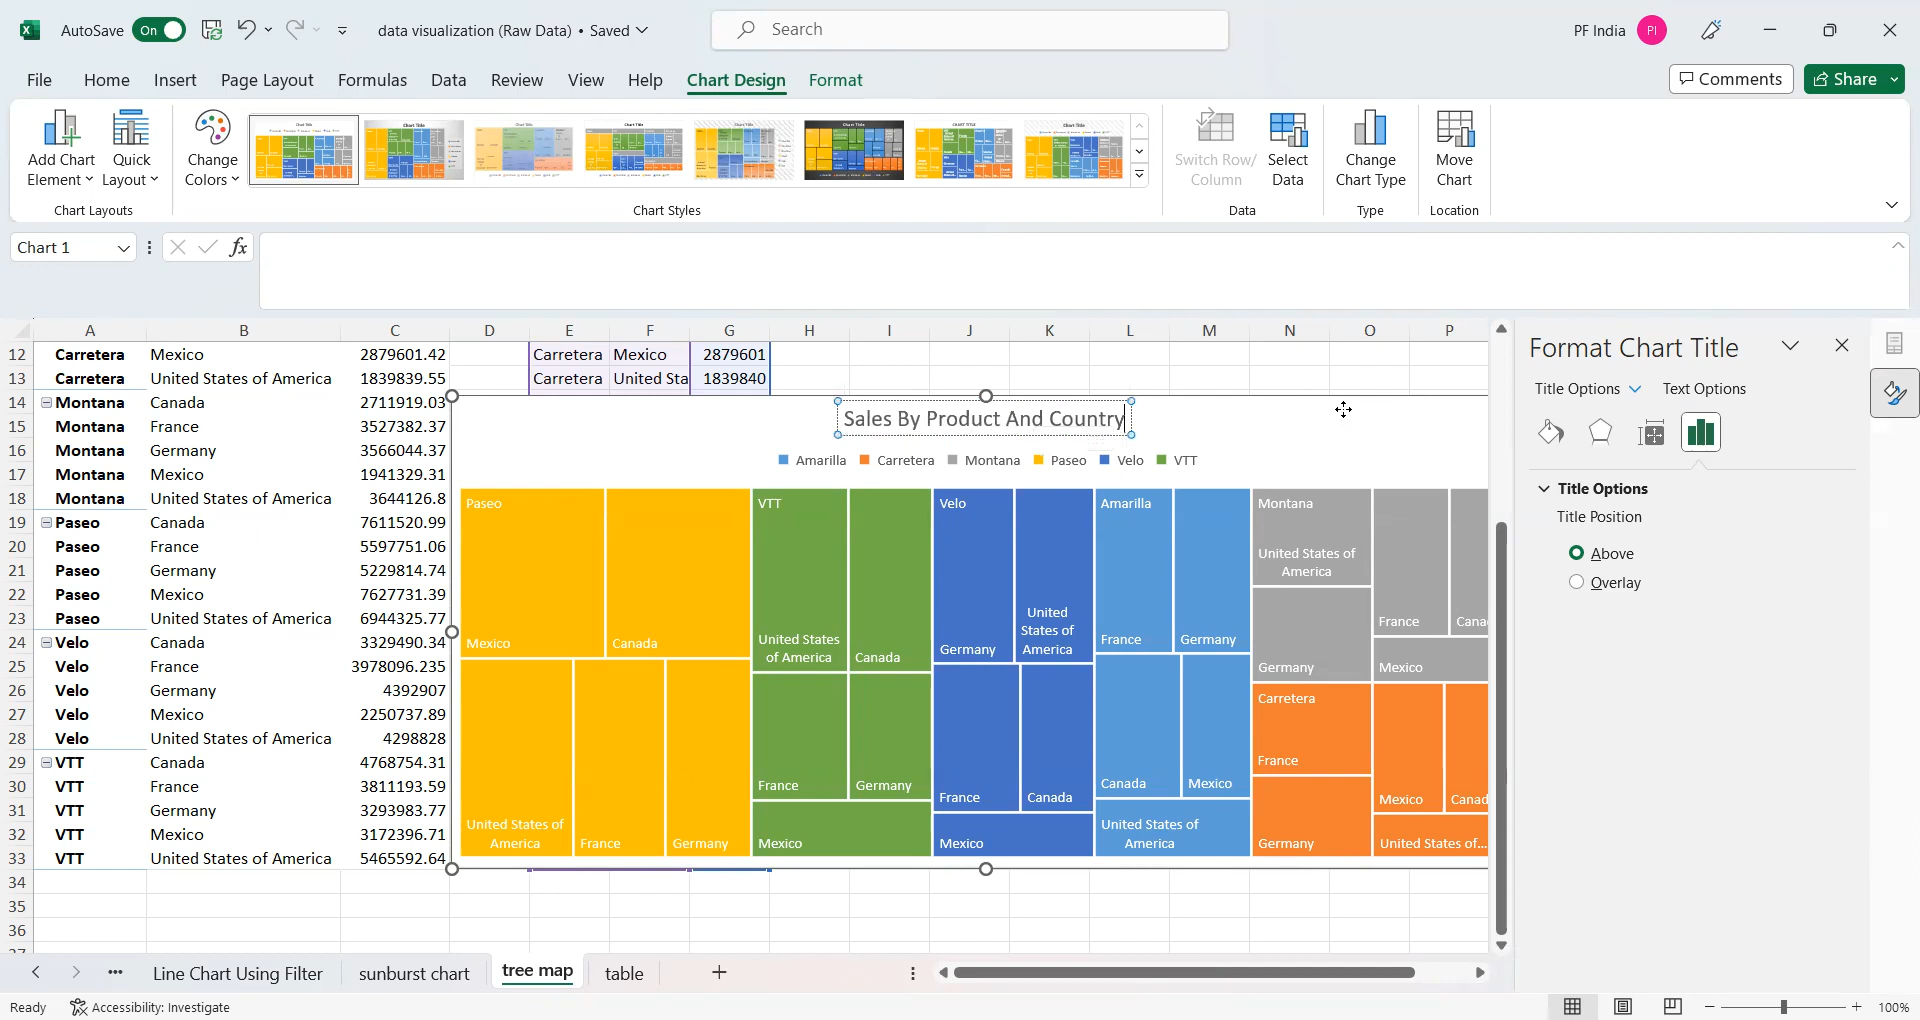 AutoSave On data visualization (Raw Data) • Saved Search PF India PI
File Home Insert Page Layout Formulas Data Review View Help Chart Design Format Comments Share
Add Chart Element
Quick Layout
Change Colors
Switch Row/ Column
Select Data
Change Chart Type
Move Chart
Chart Layouts Chart Styles Data Type Location
Chart 1 fx
A B C D E F G H I J K L M N O P
12 Carretera Mexico 2879601.42 Carretera Mexico 2879601
13 Carretera United States of America 1839839.55 Carretera United Sta 1839840
14 Montana Canada 2711919.03
15 Montana France 3527382.37
16 Montana Germany 3566044.37
17 Montana Mexico 1941329.31
18 Montana United States of America 3644126.8
19 Paseo Canada 7611520.99
20 Paseo France 5597751.06
21 Paseo Germany 5229814.74
22 Paseo Mexico 7627731.39
23 Paseo United States of America 6944325.77
24 Velo Canada 3329490.34
25 Velo France 3978096.235
26 Velo Germany 4392907
27 Velo Mexico 2250737.89
28 Velo United States of America 4298828
29 VTT Canada 4768754.31
30 VTT France 3811193.59
31 VTT Germany 3293983.77
32 VTT Mexico 3172396.71
33 VTT United States of America 5465592.64
34
35
36
Sales By Product And Country
Amarilla Carretera Montana Paseo Velo VTT
Paseo
Mexico
Canada
United States of
America
France
Germany
VTT
United States
of America
Canada
France
Germany
Mexico
Velo
Germany
United
States of
America
France
Canada
Mexico
Amarilla
France
Germany
Canada
Mexico
United States of
America
Montana
United States of
America
France
Cana
Germany
Mexico
Carretera
France
Mexico
Canad
Germany
United States of...
Format Chart Title
Title Options Text Options
Title Options
Title Position
Above
Overlay
Line Chart Using Filter sunburst chart tree map table
Ready Accessibility: Investigate 100%